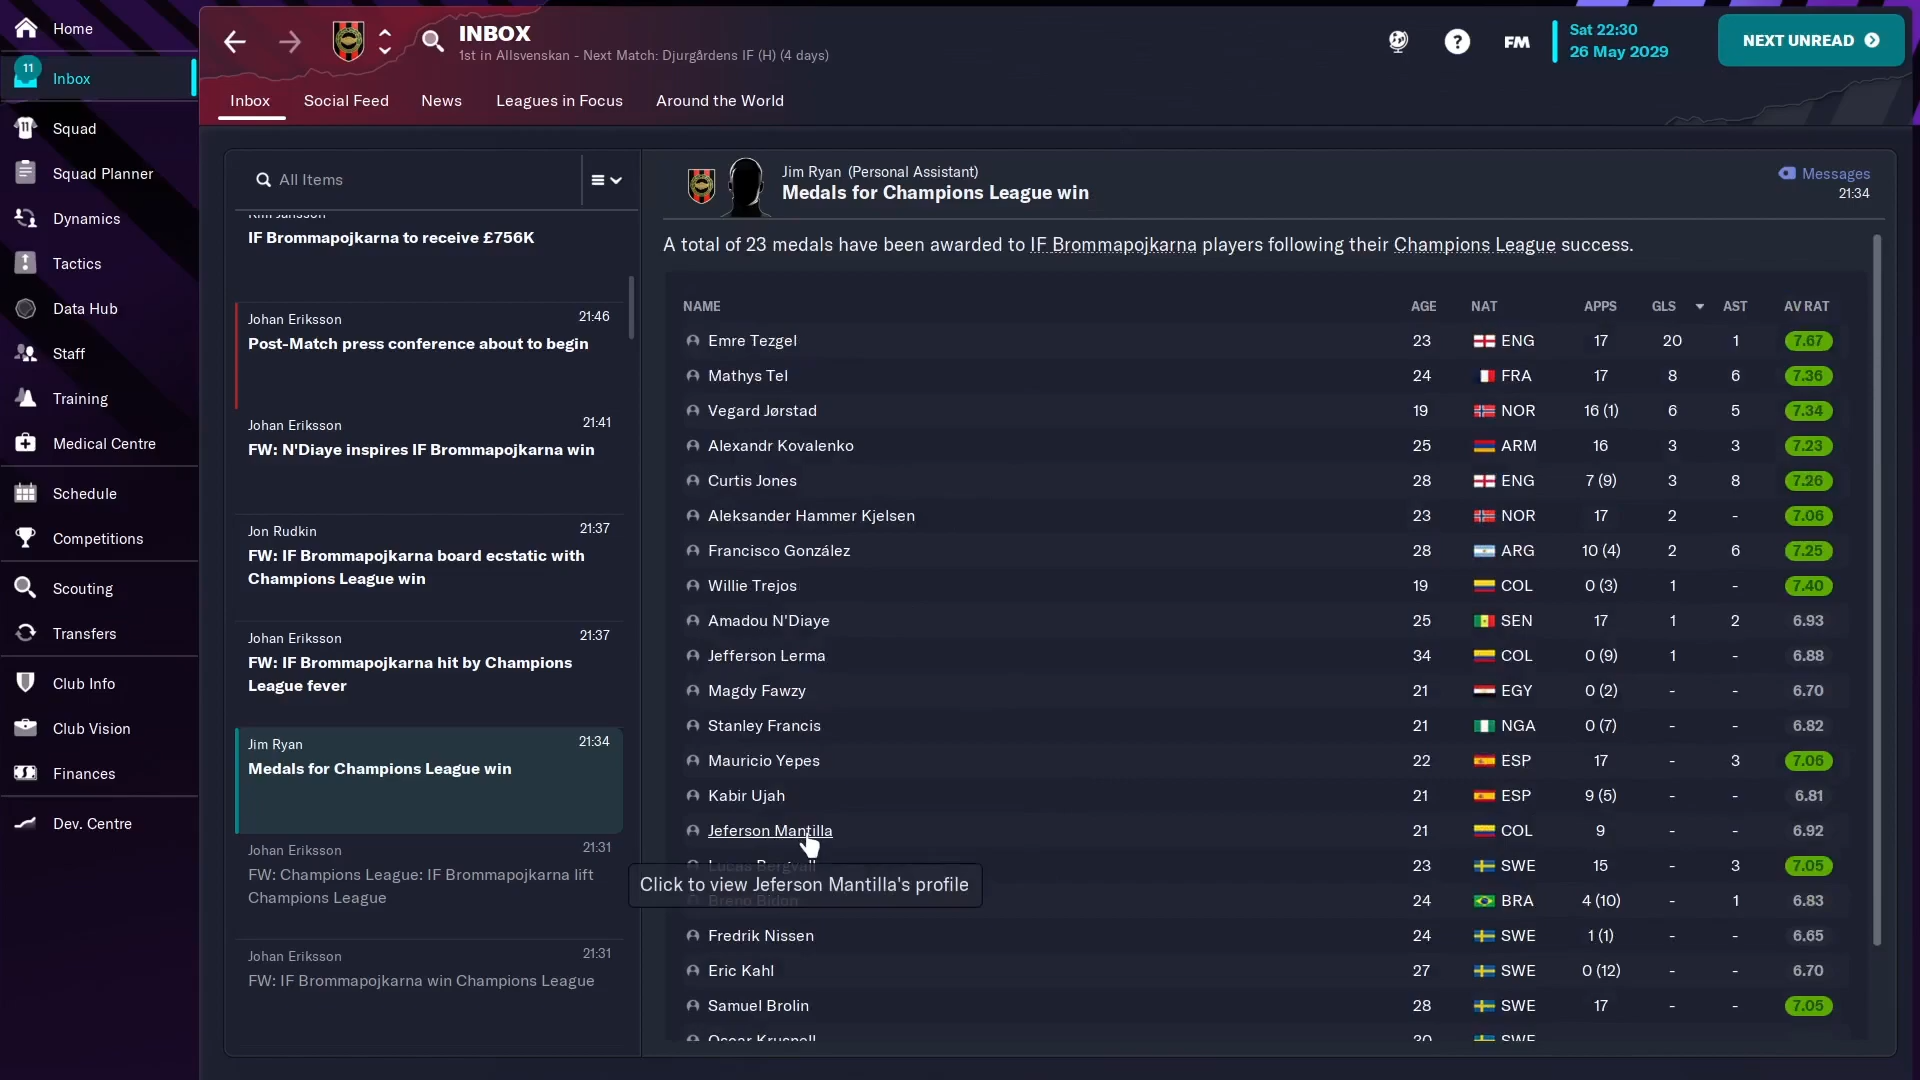 Home
INBOX
1st in Allsvenskan - Next Match: Djurgårdens IF (H) (4 days)
FM
Sat 22:30
26 May 2029
NEXT UNREAD
11
Inbox
Inbox
Social Feed
News
Leagues in Focus
Around the World
Squad
Squad Planner
Dynamics
Tactics
Data Hub
Staff
Training
Medical Centre
Schedule
Competitions
Scouting
Transfers
Club Info
Club Vision
Finances
Dev. Centre
All Items
Kim Jansson
IF Brommapojkarna to receive £756K
Johan Eriksson 21:46
Post-Match press conference about to begin
Johan Eriksson 21:41
FW: N'Diaye inspires IF Brommapojkarna win
Jon Rudkin 21:37
FW: IF Brommapojkarna board ecstatic with
Champions League win
Johan Eriksson 21:37
FW: IF Brommapojkarna hit by Champions
League fever
Jim Ryan 21:34
Medals for Champions League win
Johan Eriksson 21:31
FW: Champions League: IF Brommapojkarna lift
Champions League
Johan Eriksson 21:31
FW: IF Brommapojkarna win Champions League
Jim Ryan (Personal Assistant)
Medals for Champions League win
Messages
21:34
A total of 23 medals have been awarded to IF Brommapojkarna players following their Champions League success.
NAME AGE NAT APPS GLS AST AV RAT
Emre Tezgel 23 ENG 17 20 1 7.67
Mathys Tel 24 FRA 17 8 6 7.36
Vegard Jørstad 19 NOR 16 (1) 6 5 7.34
Alexandr Kovalenko 25 ARM 16 3 3 7.23
Curtis Jones 28 ENG 7 (9) 3 8 7.26
Aleksander Hammer Kjelsen 23 NOR 17 2 - 7.06
Francisco González 28 ARG 10 (4) 2 6 7.25
Willie Trejos 19 COL 0 (3) 1 - 7.40
Amadou N'Diaye 25 SEN 17 1 2 6.93
Jefferson Lerma 34 COL 0 (9) 1 - 6.88
Magdy Fawzy 21 EGY 0 (2) - - 6.70
Stanley Francis 21 NGA 0 (7) - - 6.82
Mauricio Yepes 22 ESP 17 - 3 7.06
Kabir Ujah 21 ESP 9 (5) - - 6.81
Jeferson Mantilla 21 COL 9 - - 6.92
Lucas Bergvall 23 SWE 15 - 3 7.05
Click to view Jeferson Mantilla's profile
Breno Bidon 24 BRA 4 (10) - 1 6.83
Fredrik Nissen 24 SWE 1 (1) - - 6.65
Eric Kahl 27 SWE 0 (12) - - 6.70
Samuel Brolin 28 SWE 17 - - 7.05